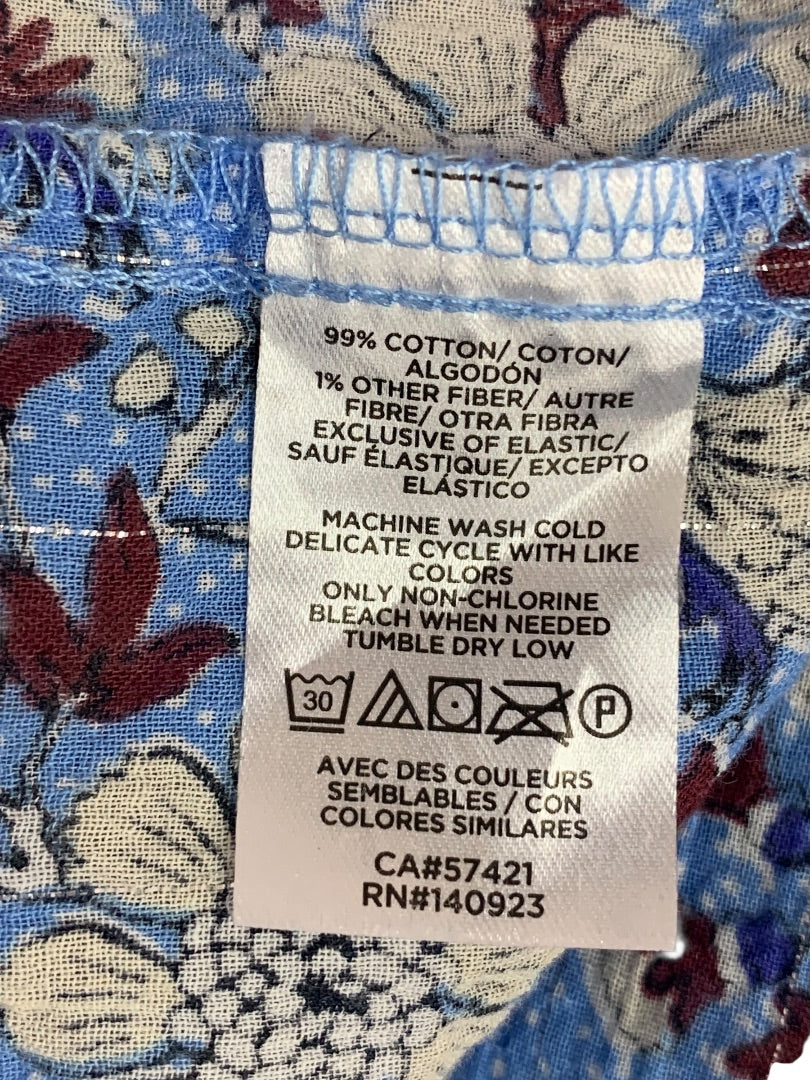 99% COTTON/ COTON/
ALGODÓN
1% OTHER FIBER/ AUTRE
FIBRE/ OTRA FIBRA
EXCLUSIVE OF ELASTIC/
SAUF ÉLASTIQUE/ EXCEPTO
ELÁSTICO
MACHINE WASH COLD
DELICATE CYCLE WITH LIKE
COLORS
ONLY NON-CHLORINE
BLEACH WHEN NEEDED
TUMBLE DRY LOW
30 P
AVEC DES COULEURS
SEMBLABLES / CON
COLORES SIMILARES
CA#57421
RN#140923